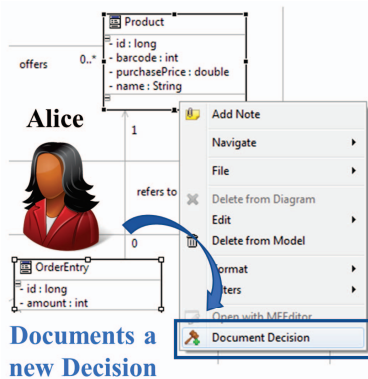 Product
- id : long
- barcode : int
- purchasePrice : double
- name : String
offers
0..*
Alice
1
refers to
0
OrderEntry
- id : long
- amount : int
Documents a
new Decision
Add Note
Navigate
File
Delete from Diagram
Edit
Delete from Model
Format
Open with MEEditor
Document Decision